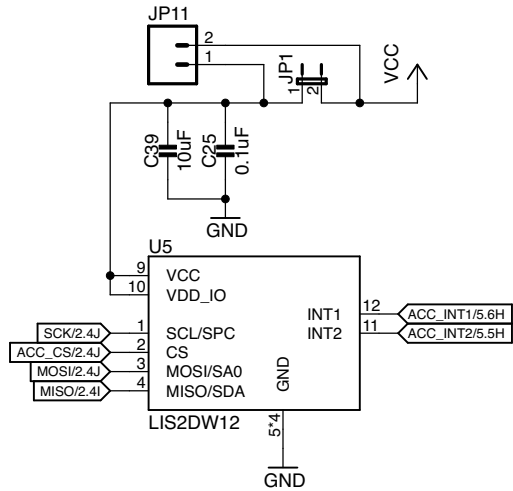 JP11
2
1
JP1
1
2
VCC
C39
10uF
C25
0.1uF
GND
U5
9 VCC
10 VDD_IO
INT1 12 ACC_INT1/5.6H
INT2 11 ACC_INT2/5.5H
SCK/2.4J 1 SCL/SPC
ACC_CS/2.4J 2 CS
MOSI/2.4J 3 MOSI/SA0
MISO/2.4I 4 MISO/SDA
GND
LIS2DW12
5*4
GND